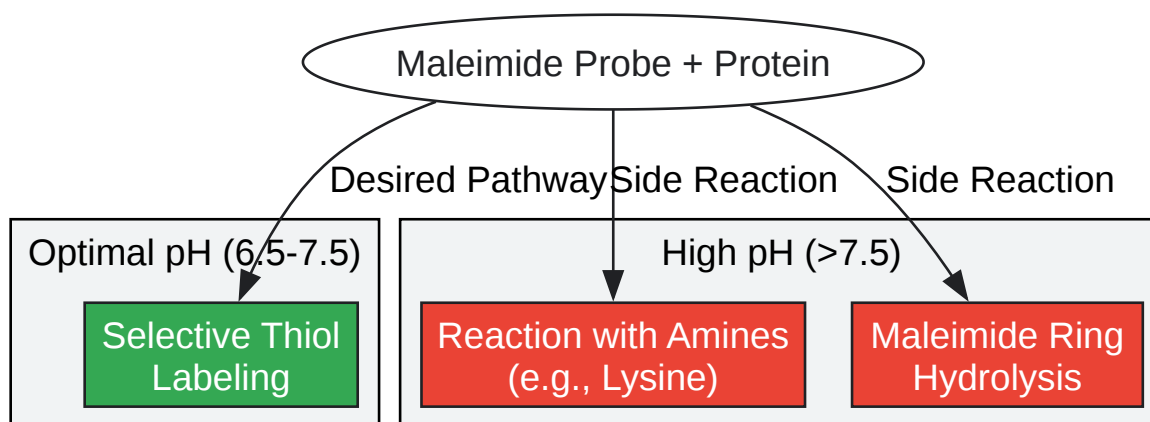 Maleimide Probe + Protein
Desired Pathway
Side Reaction
Side Reaction
Optimal pH (6.5-7.5)
High pH (>7.5)
Selective Thiol
Labeling
Reaction with Amines
(e.g., Lysine)
Maleimide Ring
Hydrolysis